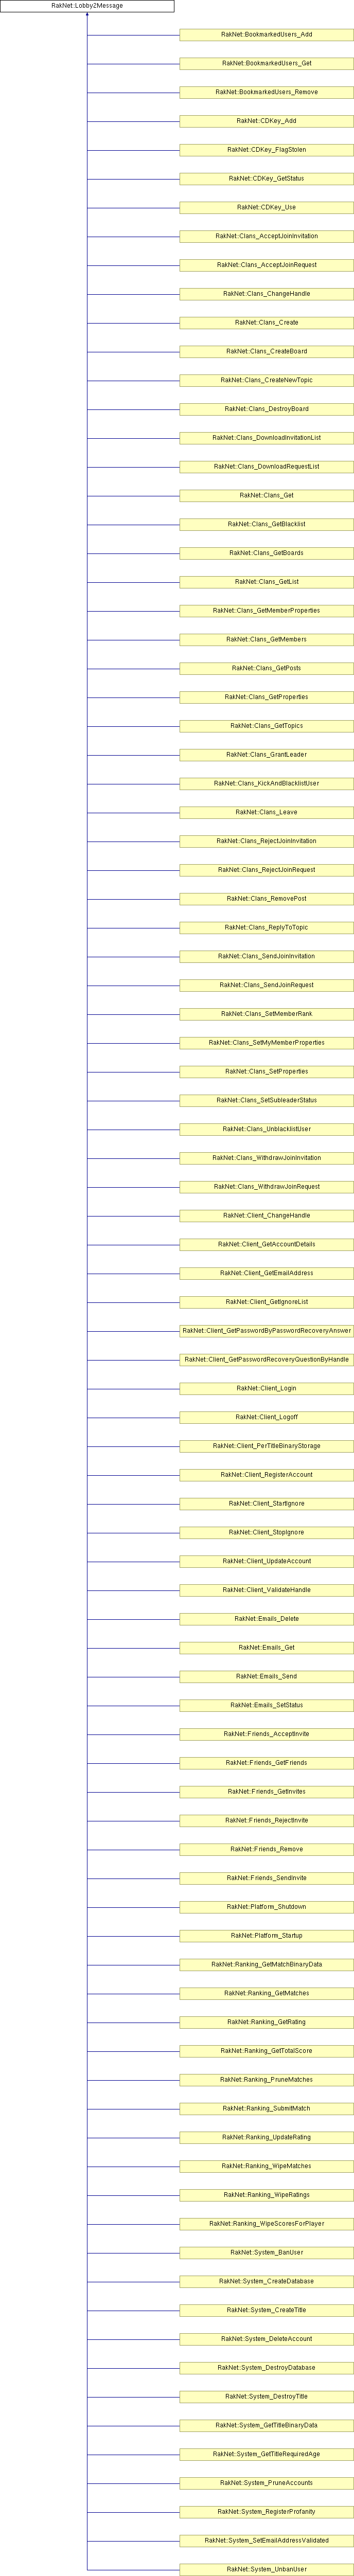 RakNet::Lobby2Message
RakNet::BookmarkedUsers_Add
RakNet::BookmarkedUsers_Get
RakNet::BookmarkedUsers_Remove
RakNet::CDKey_Add
RakNet::CDKey_FlagStolen
RakNet::CDKey_GetStatus
RakNet::CDKey_Use
RakNet::Clans_AcceptJoinInvitation
RakNet::Clans_AcceptJoinRequest
RakNet::Clans_ChangeHandle
RakNet::Clans_Create
RakNet::Clans_CreateBoard
RakNet::Clans_CreateNewTopic
RakNet::Clans_DestroyBoard
RakNet::Clans_DownloadInvitationList
RakNet::Clans_DownloadRequestList
RakNet::Clans_Get
RakNet::Clans_GetBlacklist
RakNet::Clans_GetBoards
RakNet::Clans_GetList
RakNet::Clans_GetMemberProperties
RakNet::Clans_GetMembers
RakNet::Clans_GetPosts
RakNet::Clans_GetProperties
RakNet::Clans_GetTopics
RakNet::Clans_GrantLeader
RakNet::Clans_KickAndBlacklistUser
RakNet::Clans_Leave
RakNet::Clans_RejectJoinInvitation
RakNet::Clans_RejectJoinRequest
RakNet::Clans_RemovePost
RakNet::Clans_ReplyToTopic
RakNet::Clans_SendJoinInvitation
RakNet::Clans_SendJoinRequest
RakNet::Clans_SetMemberRank
RakNet::Clans_SetMyMemberProperties
RakNet::Clans_SetProperties
RakNet::Clans_SetSubleaderStatus
RakNet::Clans_UnblacklistUser
RakNet::Clans_WithdrawJoinInvitation
RakNet::Clans_WithdrawJoinRequest
RakNet::Client_ChangeHandle
RakNet::Client_GetAccountDetails
RakNet::Client_GetEmailAddress
RakNet::Client_GetIgnoreList
RakNet::Client_GetPasswordByPasswordRecoveryAnswer
RakNet::Client_GetPasswordRecoveryQuestionByHandle
RakNet::Client_Login
RakNet::Client_Logoff
RakNet::Client_PerTitleBinaryStorage
RakNet::Client_RegisterAccount
RakNet::Client_StartIgnore
RakNet::Client_StopIgnore
RakNet::Client_UpdateAccount
RakNet::Client_ValidateHandle
RakNet::Emails_Delete
RakNet::Emails_Get
RakNet::Emails_Send
RakNet::Emails_SetStatus
RakNet::Friends_AcceptInvite
RakNet::Friends_GetFriends
RakNet::Friends_GetInvites
RakNet::Friends_RejectInvite
RakNet::Friends_Remove
RakNet::Friends_SendInvite
RakNet::Platform_Shutdown
RakNet::Platform_Startup
RakNet::Ranking_GetMatchBinaryData
RakNet::Ranking_GetMatches
RakNet::Ranking_GetRating
RakNet::Ranking_GetTotalScore
RakNet::Ranking_PruneMatches
RakNet::Ranking_SubmitMatch
RakNet::Ranking_UpdateRating
RakNet::Ranking_WipeMatches
RakNet::Ranking_WipeRatings
RakNet::Ranking_WipeScoresForPlayer
RakNet::System_BanUser
RakNet::System_CreateDatabase
RakNet::System_CreateTitle
RakNet::System_DeleteAccount
RakNet::System_DestroyDatabase
RakNet::System_DestroyTitle
RakNet::System_GetTitleBinaryData
RakNet::System_GetTitleRequiredAge
RakNet::System_PruneAccounts
RakNet::System_RegisterProfanity
RakNet::System_SetEmailAddressValidated
RakNet::System_UnbanUser